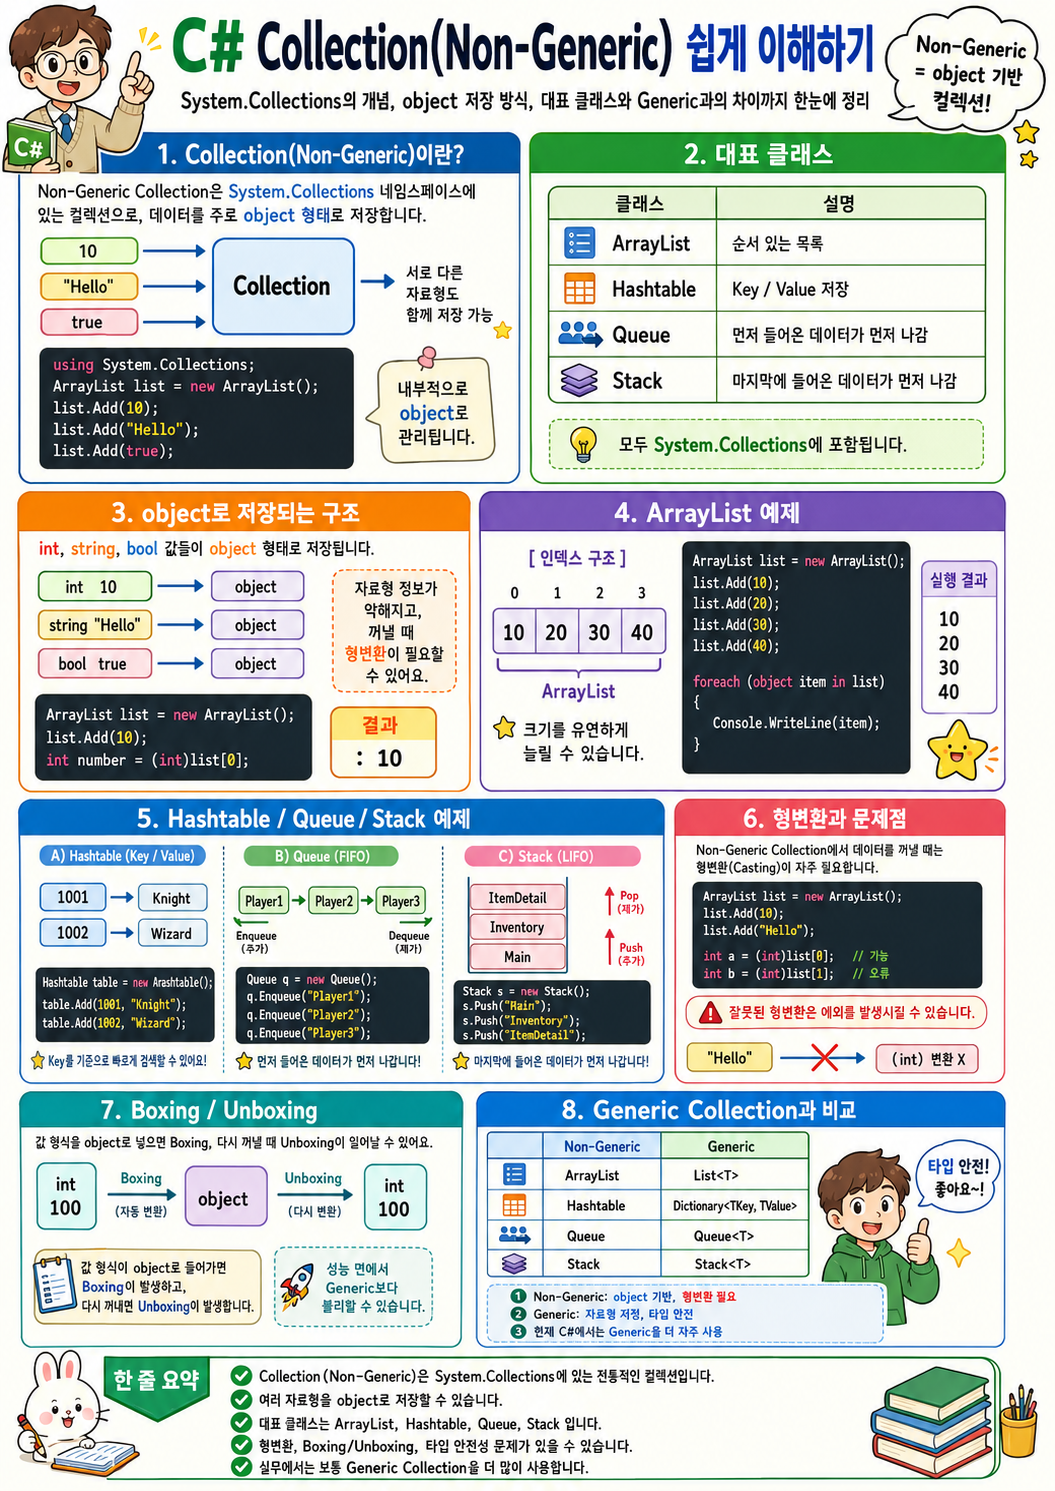 C# Collection(Non-Generic) 쉽게 이해하기
System.Collections의 개념, object 저장 방식, 대표 클래스와 Generic과의 차이까지 한눈에 정리
Non-Generic
= object 기반
컬렉션!
C#
1. Collection(Non-Generic)이란?
Non-Generic Collection은 System.Collections 네임스페이스에
있는 컬렉션으로, 데이터를 주로 object 형태로 저장합니다.
10
"Hello"
true
Collection
서로 다른
자료형도
함께 저장 가능
using System.Collections;
ArrayList list = new ArrayList();
list.Add(10);
list.Add("Hello");
list.Add(true);
내부적으로
object로
관리됩니다.
2. 대표 클래스
클래스 설명
ArrayList 순서 있는 목록
Hashtable Key / Value 저장
Queue 먼저 들어온 데이터가 먼저 나감
Stack 마지막에 들어온 데이터가 먼저 나감
모두 System.Collections에 포함됩니다.
3. object로 저장되는 구조
int, string, bool 값들이 object 형태로 저장됩니다.
int 10 object
string "Hello" object
bool true object
자료형 정보가
약해지고,
꺼낼 때
형변환이 필요할
수 있어요.
ArrayList list = new ArrayList();
list.Add(10);
int number = (int)list[0];
결과
: 10
4. ArrayList 예제
[ 인덱스 구조 ]
0 1 2 3
10 20 30 40
ArrayList
크기를 유연하게
늘릴 수 있습니다.
ArrayList list = new ArrayList();
list.Add(10);
list.Add(20);
list.Add(30);
list.Add(40);
foreach (object item in list)
{
Console.WriteLine(item);
}
실행 결과
10
20
30
40
5. Hashtable / Queue / Stack 예제
A) Hashtable (Key / Value)
1001 Knight
1002 Wizard
Hashtable table = new Arashtable();
table.Add(1001, "Knight");
table.Add(1002, "Wizard");
Key를 기준으로 빠르게 검색할 수 있어요!
B) Queue (FIFO)
Player1 Player2 Player3
Enqueue
(추가)
Dequeue
(제가)
Queue q = new Queue();
q.Enqueue("Player1");
q.Enqueue("Player2");
q.Enqueue("Player3");
먼저 들어온 데이터가 먼저 나갑니다!
C) Stack (LIFO)
ItemDetail
Inventory
Main
Pop
(제가)
Push
(추가)
Stack s = new Stack();
s.Push("Main");
s.Push("Inventory");
s.Push("ItemDetail");
마지막에 들어온 데이터가 먼저 나갑니다!
6. 형변환과 문제점
Non-Generic Collection에서 데이터를 꺼낼 때는
형변환(Casting)이 자주 필요합니다.
ArrayList list = new ArrayList();
list.Add(10);
list.Add("Hello");
int a = (int)list[0]; // 가능
int b = (int)list[1]; // 오류
잘못된 형변환은 예외를 발생시킬 수 있습니다.
"Hello" (int) 변환 X
7. Boxing / Unboxing
값 형식을 object로 넣으면 Boxing, 다시 꺼낼 때 Unboxing이 일어날 수 있어요.
int
100
Boxing
(자동 변환)
object
Unboxing
(다시 변환)
int
100
값 형식이 object로 들어가면
Boxing이 발생하고,
다시 꺼내면 Unboxing이 발생합니다.
성능 면에서
Generic보다
불리할 수 있습니다.
8. Generic Collection과 비교
Non-Generic Generic
ArrayList List<T>
Hashtable Dictionary<TKey, TValue>
Queue Queue<T>
Stack Stack<T>
타입 안전!
좋아요~!
1 Non-Generic: object 기반, 형변환 필요
2 Generic: 자료형 저정, 타입 안전
3 현재 C#에서는 Generic을 더 자주 사용
한 줄 요약
Collection (Non-Generic)은 System.Collections에 있는 전통적인 컬렉션입니다.
여러 자료형을 object로 저장할 수 있습니다.
대표 클래스는 ArrayList, Hashtable, Queue, Stack 입니다.
형변환, Boxing/Unboxing, 타입 안전성 문제가 있을 수 있습니다.
실무에서는 보통 Generic Collection을 더 많이 사용합니다.